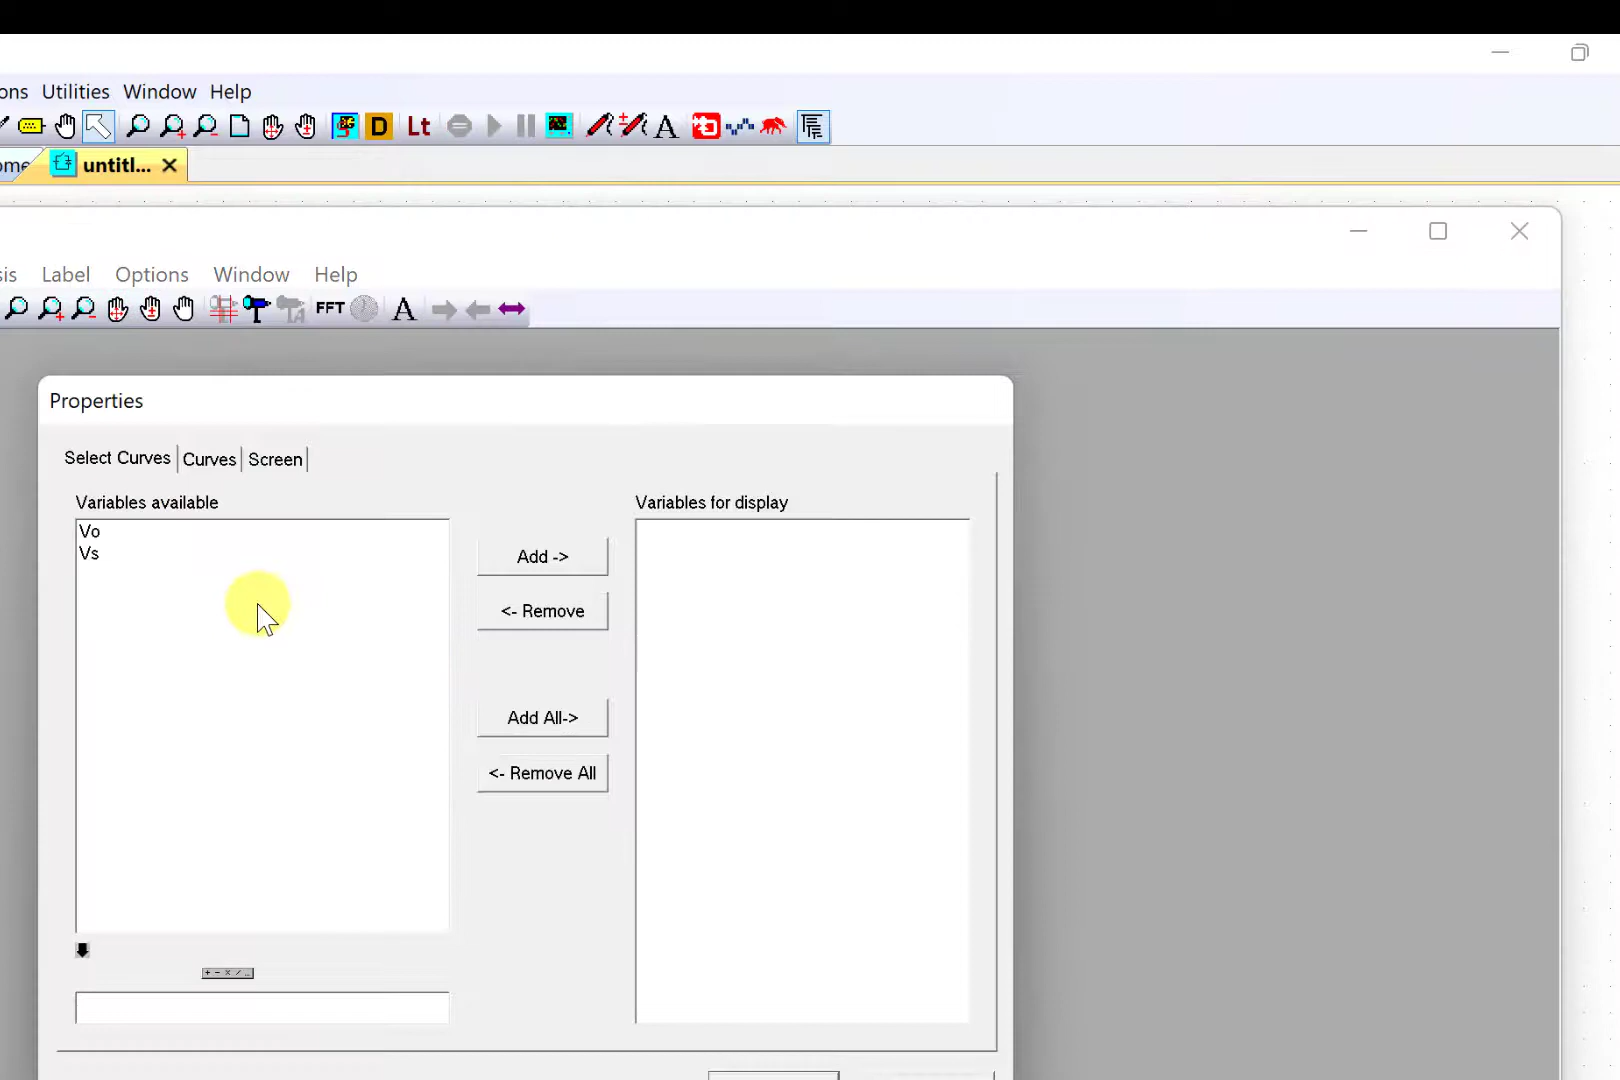 ons Utilities Window Help
D Lt A
ome untitl...
sis Label Options Window Help
FFT A
Properties
Select Curves Curves Screen
Variables available
Variables for display
Vo
Vs
Add ->
<- Remove
Add All->
<- Remove All